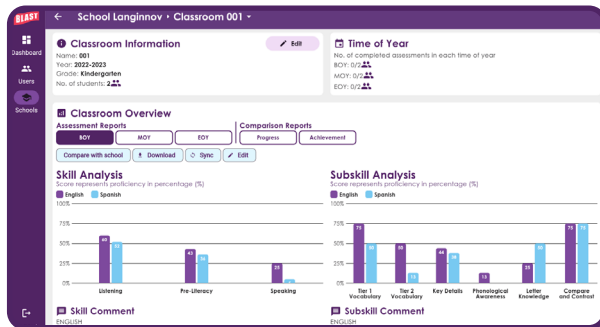 BLAST
← School Langinnov › Classroom 001
Dashboard
Users
Schools
Classroom Information
Edit
Name: 001
Year: 2022-2023
Grade: Kindergarten
No. of students: 2
Time of Year
No. of completed assessments in each time of year
BOY: 0/2
MOY: 0/2
EOY: 0/2
Classroom Overview
Assessment Reports
BOY MOY EOY
Comparison Reports
Progress Achievement
Compare with school Download Sync Edit
Skill Analysis
Score represents proficiency in percentage (%)
English Spanish
100%
75%
50%
25%
0%
60 52
43 36
25
Listening Pre-Literacy Speaking
Subskill Analysis
Score represents proficiency in percentage (%)
English Spanish
100%
75%
50%
25%
0%
75 50
50 13
44 38
13
25 50
75 75
Tier 1 Vocabulary
Tier 2 Vocabulary
Key Details
Phonological Awareness
Letter Knowledge
Compare and Contrast
Skill Comment
ENGLISH
Subskill Comment
ENGLISH